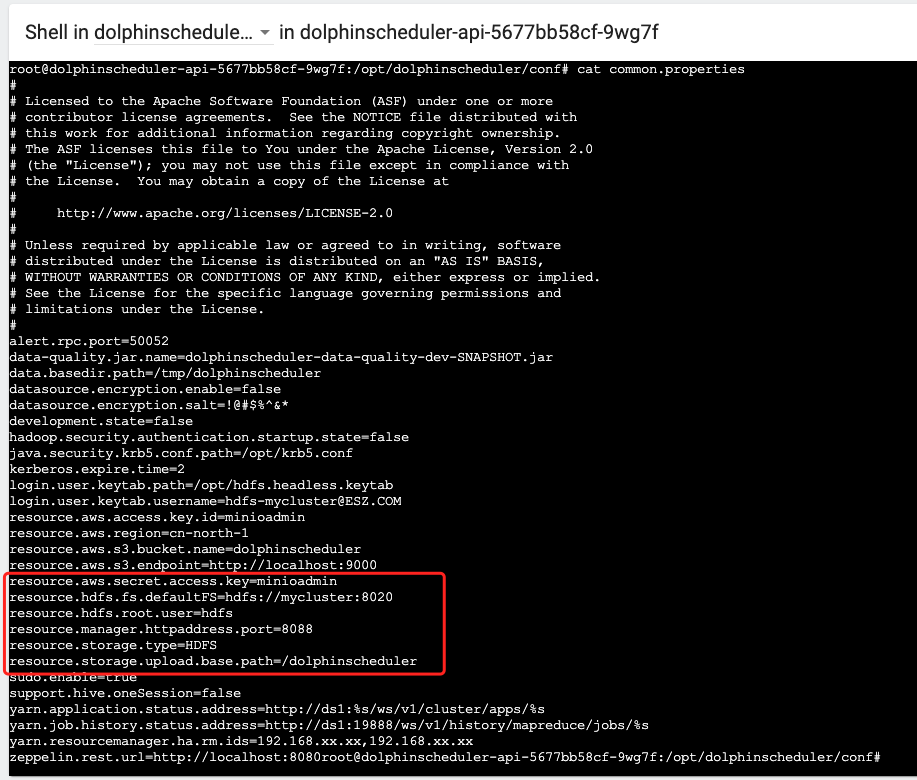 Shell in dolphinschedule... in dolphinscheduler-api-5677bb58cf-9wg7f
root@dolphinscheduler-api-5677bb58cf-9wg7f:/opt/dolphinscheduler/conf# cat common.properties
#
# Licensed to the Apache Software Foundation (ASF) under one or more
# contributor license agreements.  See the NOTICE file distributed with
# this work for additional information regarding copyright ownership.
# The ASF licenses this file to You under the Apache License, Version 2.0
# (the "License"); you may not use this file except in compliance with
# the License.  You may obtain a copy of the License at
#
#     http://www.apache.org/licenses/LICENSE-2.0
#
# Unless required by applicable law or agreed to in writing, software
# distributed under the License is distributed on an "AS IS" BASIS,
# WITHOUT WARRANTIES OR CONDITIONS OF ANY KIND, either express or implied.
# See the License for the specific language governing permissions and
# limitations under the License.
#
alert.rpc.port=50052
data-quality.jar.name=dolphinscheduler-data-quality-dev-SNAPSHOT.jar
data.basedir.path=/tmp/dolphinscheduler
datasource.encryption.enable=false
datasource.encryption.salt=!@#$%^&*
development.state=false
hadoop.security.authentication.startup.state=false
java.security.krb5.conf.path=/opt/krb5.conf
kerberos.expire.time=2
login.user.keytab.path=/opt/hdfs.headless.keytab
login.user.keytab.username=hdfs-mycluster@ESZ.COM
resource.aws.access.key.id=minioadmin
resource.aws.region=cn-north-1
resource.aws.s3.bucket.name=dolphinscheduler
resource.aws.s3.endpoint=http://localhost:9000
resource.aws.secret.access.key=minioadmin
resource.hdfs.fs.defaultFS=hdfs://mycluster:8020
resource.hdfs.root.user=hdfs
resource.manager.httpaddress.port=8088
resource.storage.type=HDFS
resource.storage.upload.base.path=/dolphinscheduler
sudo.enable=true
support.hive.oneSession=false
yarn.application.status.address=http://ds1:%s/ws/v1/cluster/apps/%s
yarn.job.history.status.address=http://ds1:19888/ws/v1/history/mapreduce/jobs/%s
yarn.resourcemanager.ha.rm.ids=192.168.xx.xx,192.168.xx.xx
zeppelin.rest.url=http://localhost:8080root@dolphinscheduler-api-5677bb58cf-9wg7f:/opt/dolphinscheduler/conf#